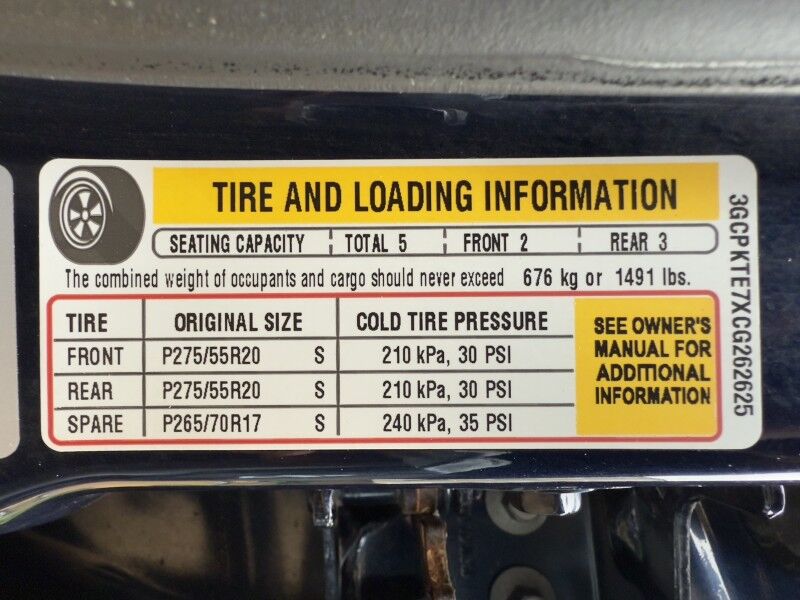 TIRE AND LOADING INFORMATION
SEATING CAPACITY TOTAL 5 FRONT 2 REAR 3
The combined weight of occupants and cargo should never exceed 676 kg or 1491 lbs.
TIRE ORIGINAL SIZE COLD TIRE PRESSURE
FRONT P275/55R20 S 210 kPa, 30 PSI
REAR P275/55R20 S 210 kPa, 30 PSI
SPARE P265/70R17 S 240 kPa, 35 PSI
SEE OWNER'S
MANUAL FOR
ADDITIONAL
INFORMATION
3GCPKTE7XCG262625